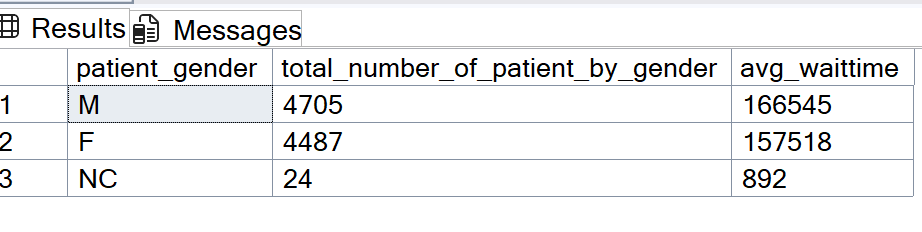 Results Messages
patient_gender total_number_of_patient_by_gender avg_waittime
1 M 4705 166545
2 F 4487 157518
3 NC 24 892